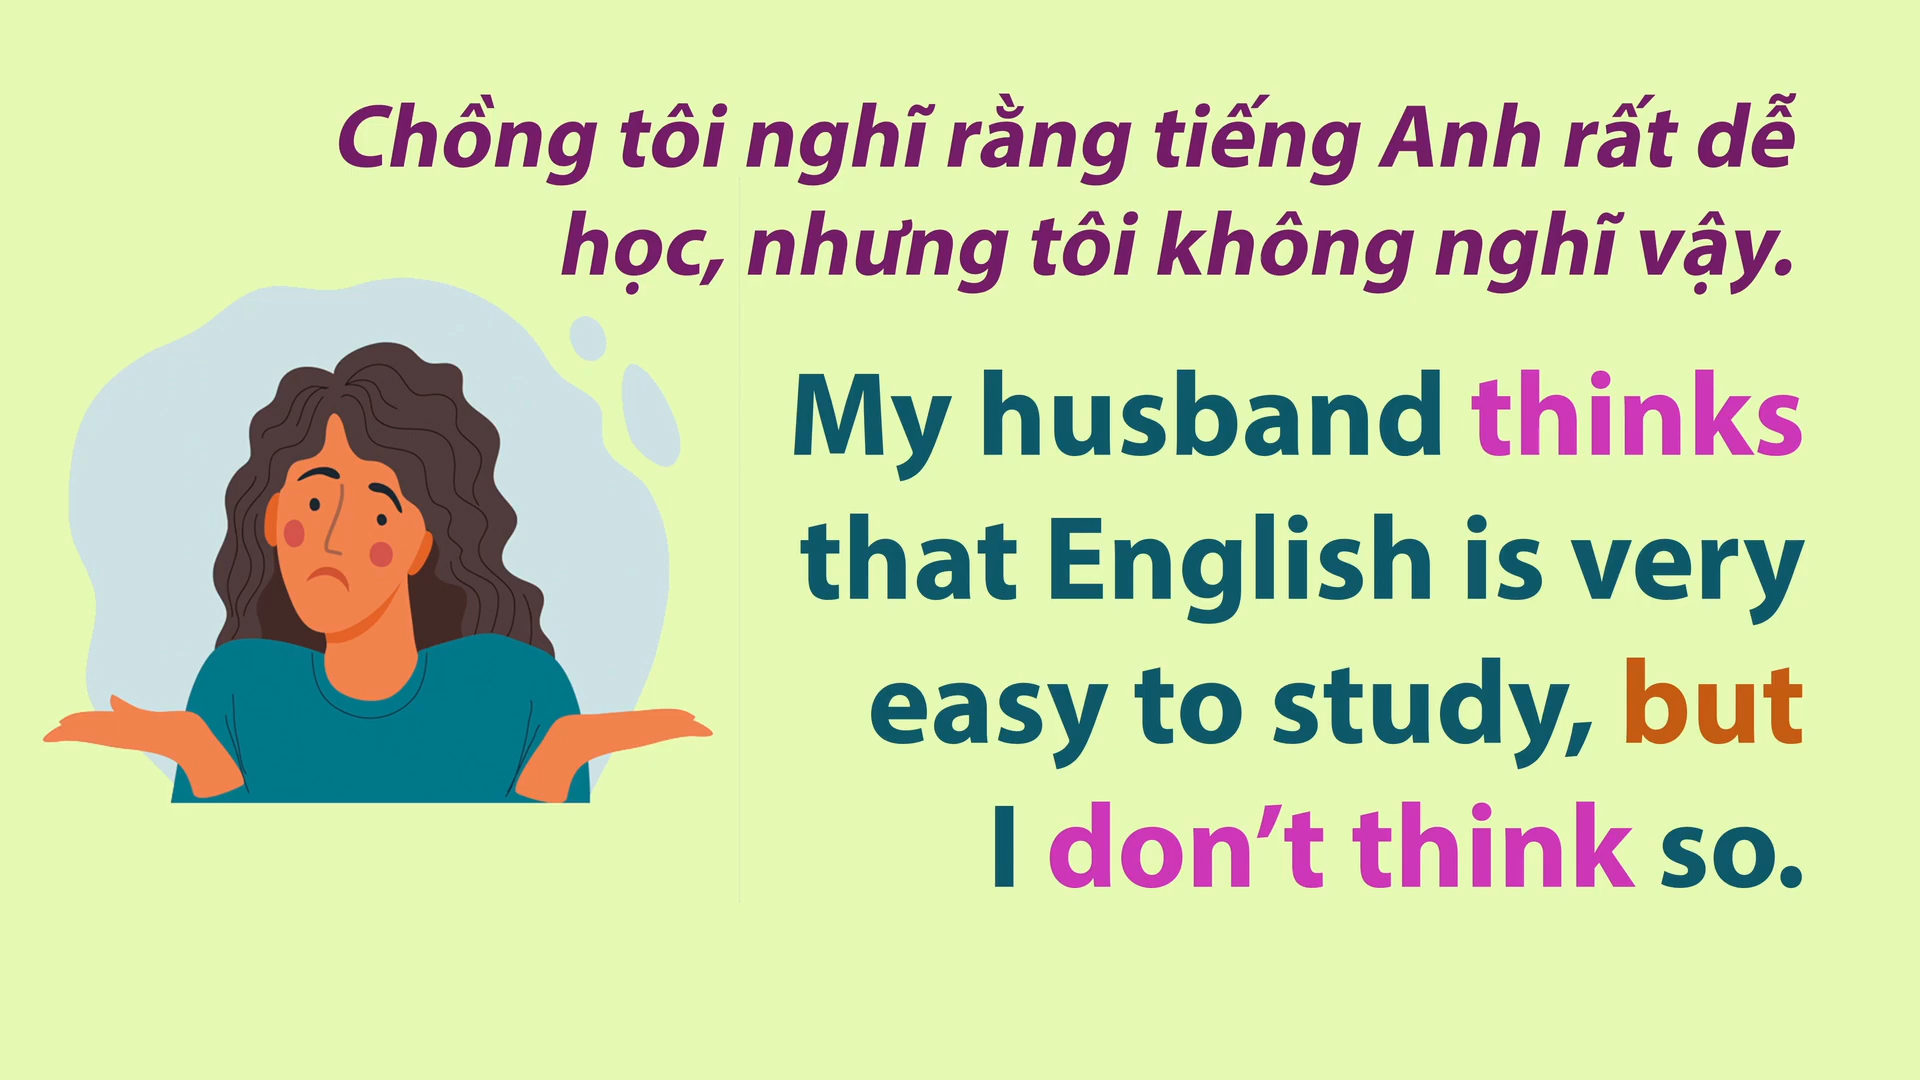 Chồng tôi nghĩ rằng tiếng Anh rất dễ
học, nhưng tôi không nghĩ vậy.
My husband thinks
that English is very
easy to study, but
I don’t think so.